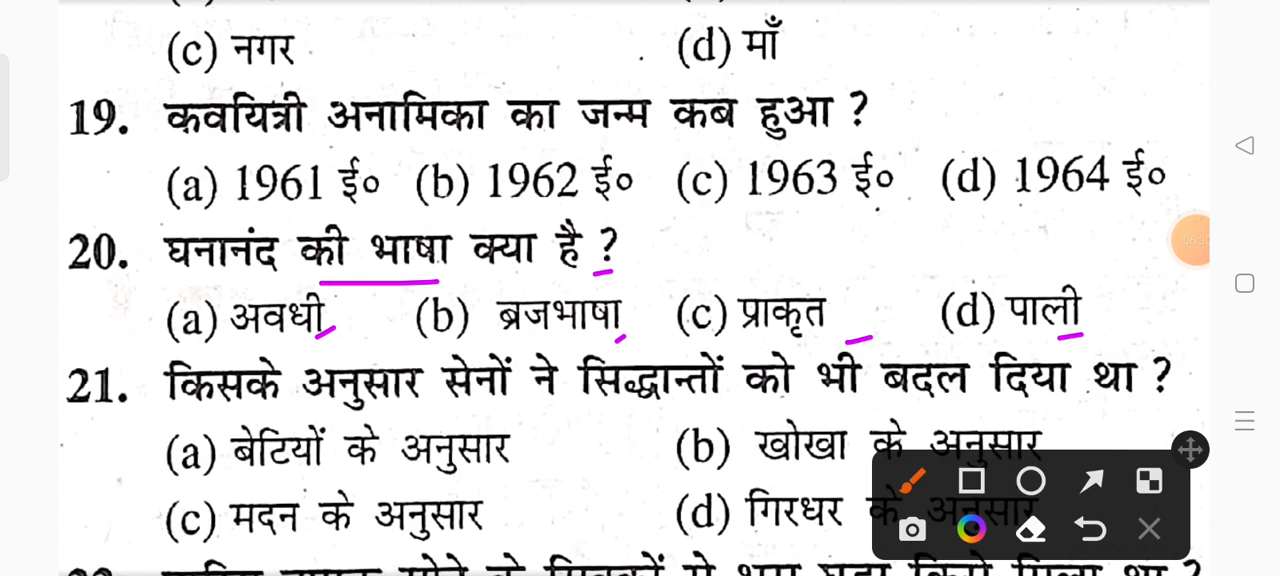 (c) नगर (d) माँ
19. कवयित्री अनामिका का जन्म कब हुआ ?
(a) 1961 ई० (b) 1962 ई० (c) 1963 ई० (d) 1964 ई०
20. घनानंद की भाषा क्या है ?
(a) अवधी (b) ब्रजभाषा (c) प्राकृत (d) पाली
21. किसके अनुसार सेनों ने सिद्धान्तों को भी बदल दिया था ?
(a) बेटियों के अनुसार (b) खोखा के अनुसार
(c) मदन के अनुसार (d) गिरधर के अनुसार